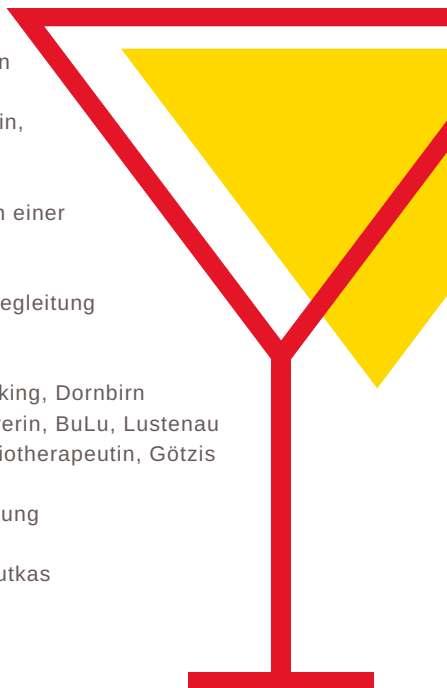 n
in,
n einer
egleitung
king, Dornbirn
erin, BuLu, Lustenau
iotherapeutin, Götzis
ung
utkas